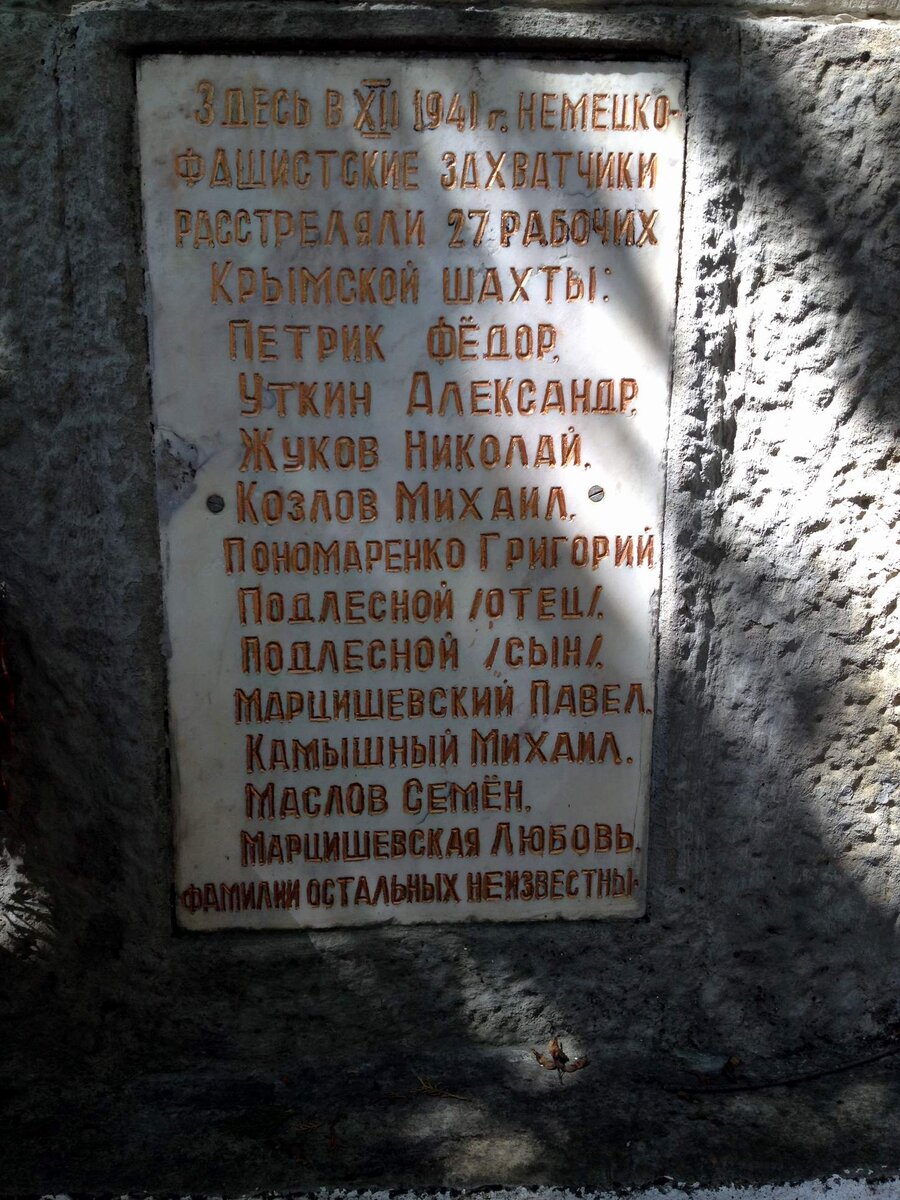 Здесь в XII 1941 г. немецко-
фашистские захватчики
расстреляли 27 рабочих
Крымской шахты:
Петрик Фёдор,
Уткин Александр,
Жуков Николай,
Козлов Михаил,
Пономаренко Григорий
Подлесной /отец/,
Подлесной /сын/,
Марцишевский Павел,
Камышный Михаил.
Маслов Семён,
Марцишевская Любовь.
фамилии остальных неизвестны.